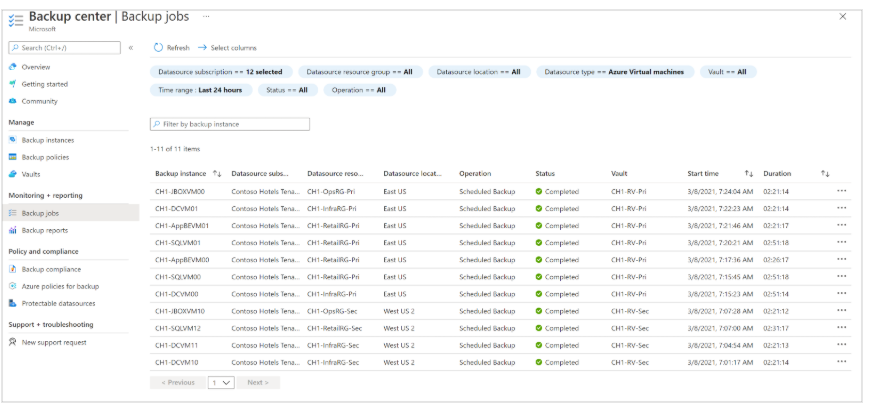 Backup center | Backup jobs ...
Microsoft
Search (Ctrl+/) «
Refresh → Select columns
Overview
Getting started
Community
Manage
Backup instances
Backup policies
Vaults
Monitoring + reporting
Backup jobs
Backup reports
Policy and compliance
Backup compliance
Azure policies for backup
Protectable datasources
Support + troubleshooting
New support request
Datasource subscription == 12 selected Datasource resource group == All Datasource location == All Datasource type == Azure Virtual machines Vault == All
Time range : Last 24 hours Status == All Operation == All
Filter by backup instance
1-11 of 11 items
Backup instance ↑↓ Datasource subs... Datasource reso... Datasource locat... Operation Status Vault Start time ↑↓ Duration ↑↓
CH1-JBOXVM00 Contoso Hotels Tena... CH1-OpsRG-Pri East US Scheduled Backup Completed CH1-RV-Pri 3/8/2021, 7:24:04 AM 02:21:14 ...
CH1-DCVM01 Contoso Hotels Tena... CH1-InfraRG-Pri East US Scheduled Backup Completed CH1-RV-Pri 3/8/2021, 7:22:23 AM 02:21:14 ...
CH1-AppBEVM01 Contoso Hotels Tena... CH1-RetailRG-Pri East US Scheduled Backup Completed CH1-RV-Pri 3/8/2021, 7:21:46 AM 02:21:17 ...
CH1-SQLVM01 Contoso Hotels Tena... CH1-RetailRG-Pri East US Scheduled Backup Completed CH1-RV-Pri 3/8/2021, 7:20:21 AM 02:51:18 ...
CH1-AppBEVM00 Contoso Hotels Tena... CH1-RetailRG-Pri East US Scheduled Backup Completed CH1-RV-Pri 3/8/2021, 7:17:36 AM 02:26:17 ...
CH1-SQLVM00 Contoso Hotels Tena... CH1-RetailRG-Pri East US Scheduled Backup Completed CH1-RV-Pri 3/8/2021, 7:15:45 AM 02:51:18 ...
CH1-DCVM00 Contoso Hotels Tena... CH1-InfraRG-Pri East US Scheduled Backup Completed CH1-RV-Pri 3/8/2021, 7:15:23 AM 02:51:14 ...
CH1-JBOXVM10 Contoso Hotels Tena... CH1-OpsRG-Sec West US 2 Scheduled Backup Completed CH1-RV-Sec 3/8/2021, 7:07:28 AM 02:21:12 ...
CH1-SQLVM12 Contoso Hotels Tena... CH1-RetailRG-Sec West US 2 Scheduled Backup Completed CH1-RV-Sec 3/8/2021, 7:07:00 AM 02:31:17 ...
CH1-DCVM11 Contoso Hotels Tena... CH1-InfraRG-Sec West US 2 Scheduled Backup Completed CH1-RV-Sec 3/8/2021, 7:04:54 AM 02:21:13 ...
CH1-DCVM10 Contoso Hotels Tena... CH1-InfraRG-Sec West US 2 Scheduled Backup Completed CH1-RV-Sec 3/8/2021, 7:01:17 AM 02:21:14 ...
< Previous 1 Next >